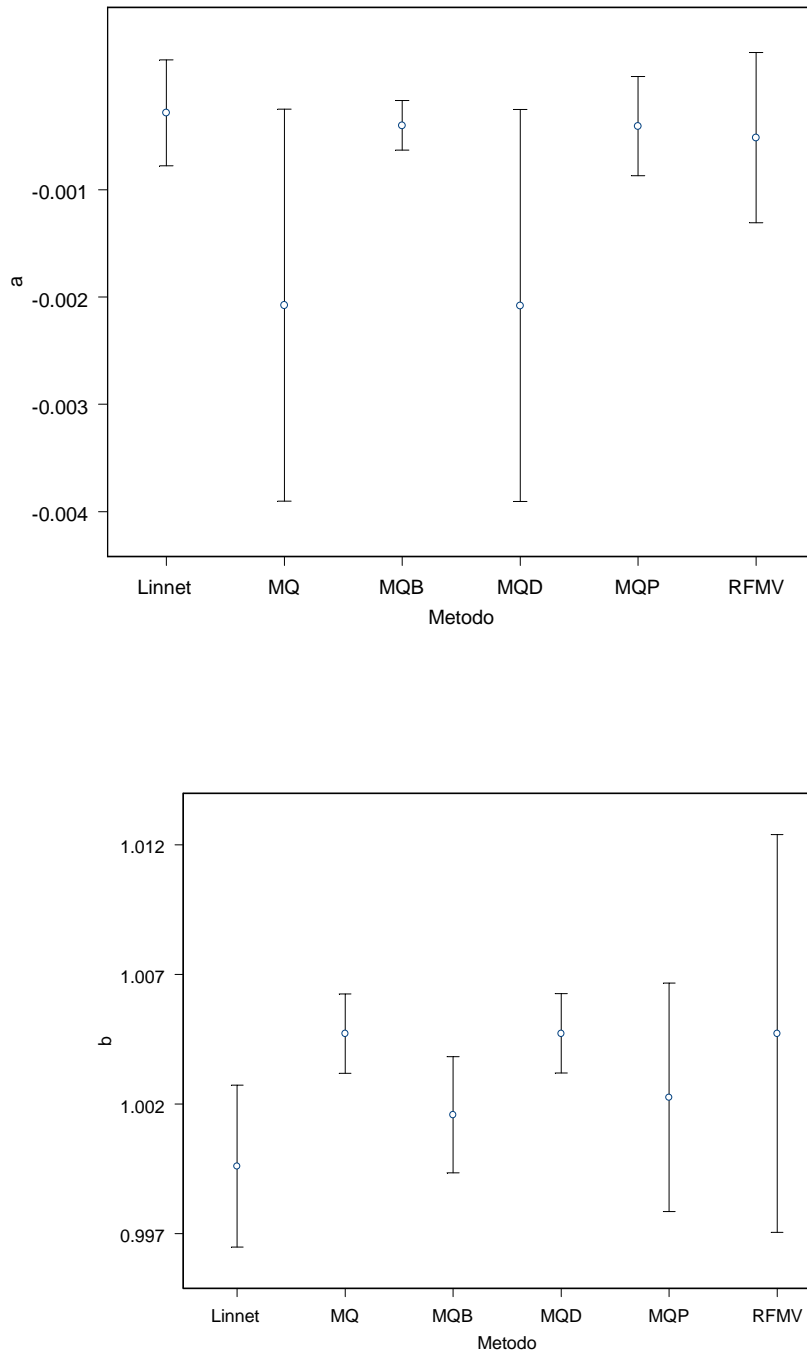 -0.001
-0.002
-0.003
-0.004
a
Linnet MQ MQB MQD MQP RFMV
Metodo
1.012
1.007
1.002
0.997
b
Linnet MQ MQB MQD MQP RFMV
Metodo